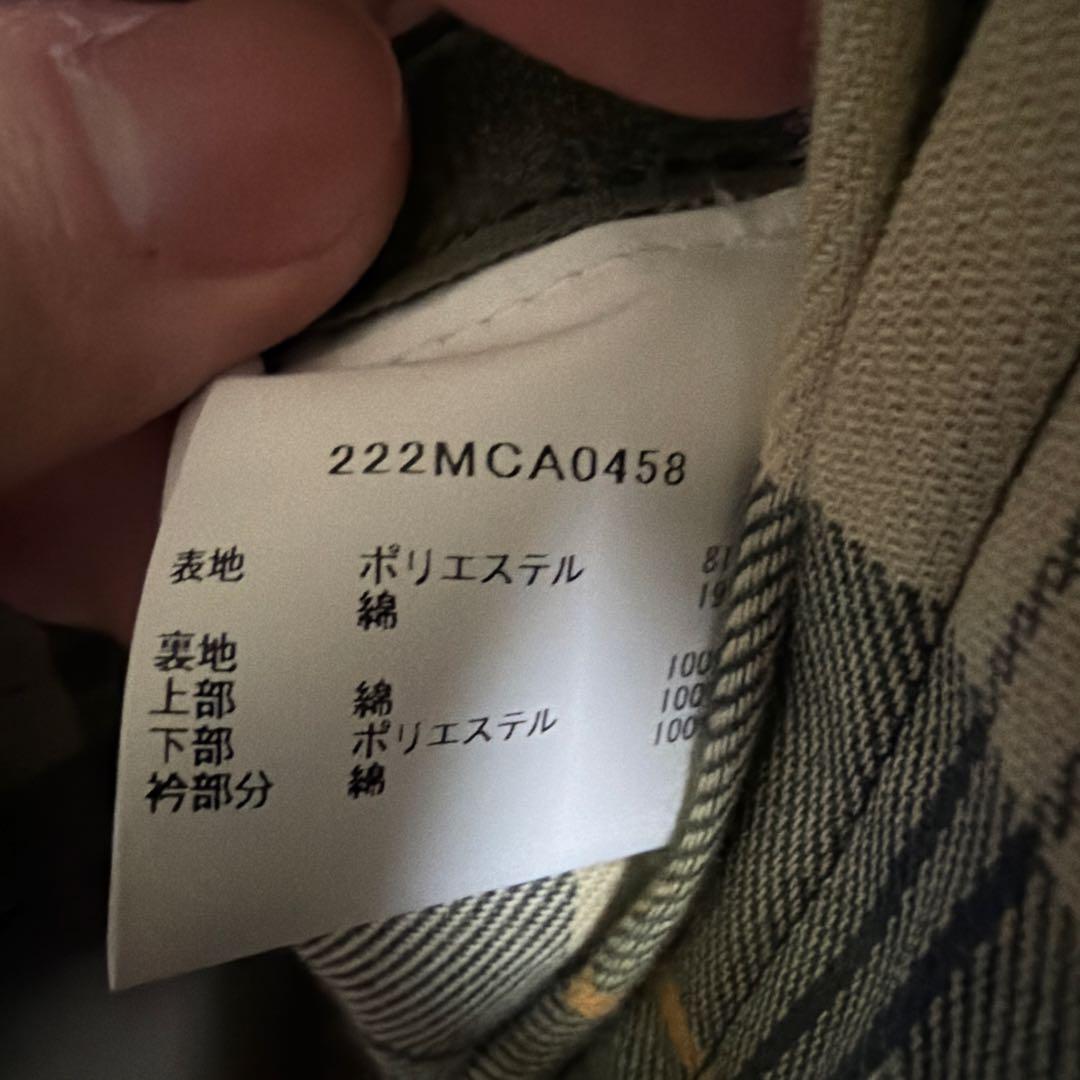 222MCA0458
表地 ポリエステル 81
綿 19
裏地
上部 綿 100
下部 ポリエステル 100
衿部分 綿 100